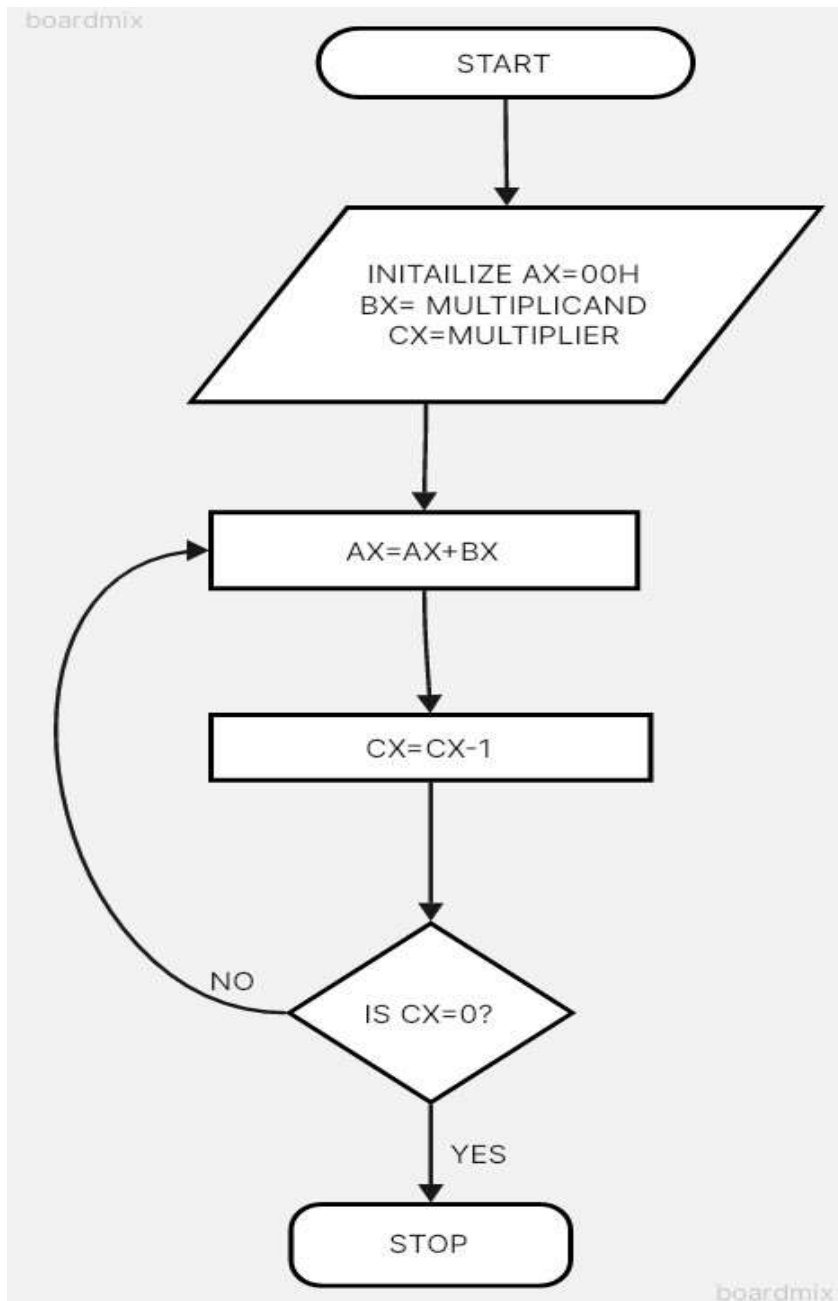 boardmix
START
INITAILIZE AX=00H
BX= MULTIPLICAND
CX=MULTIPLIER
AX=AX+BX
CX=CX-1
NO
IS CX=0?
YES
STOP
boardmix